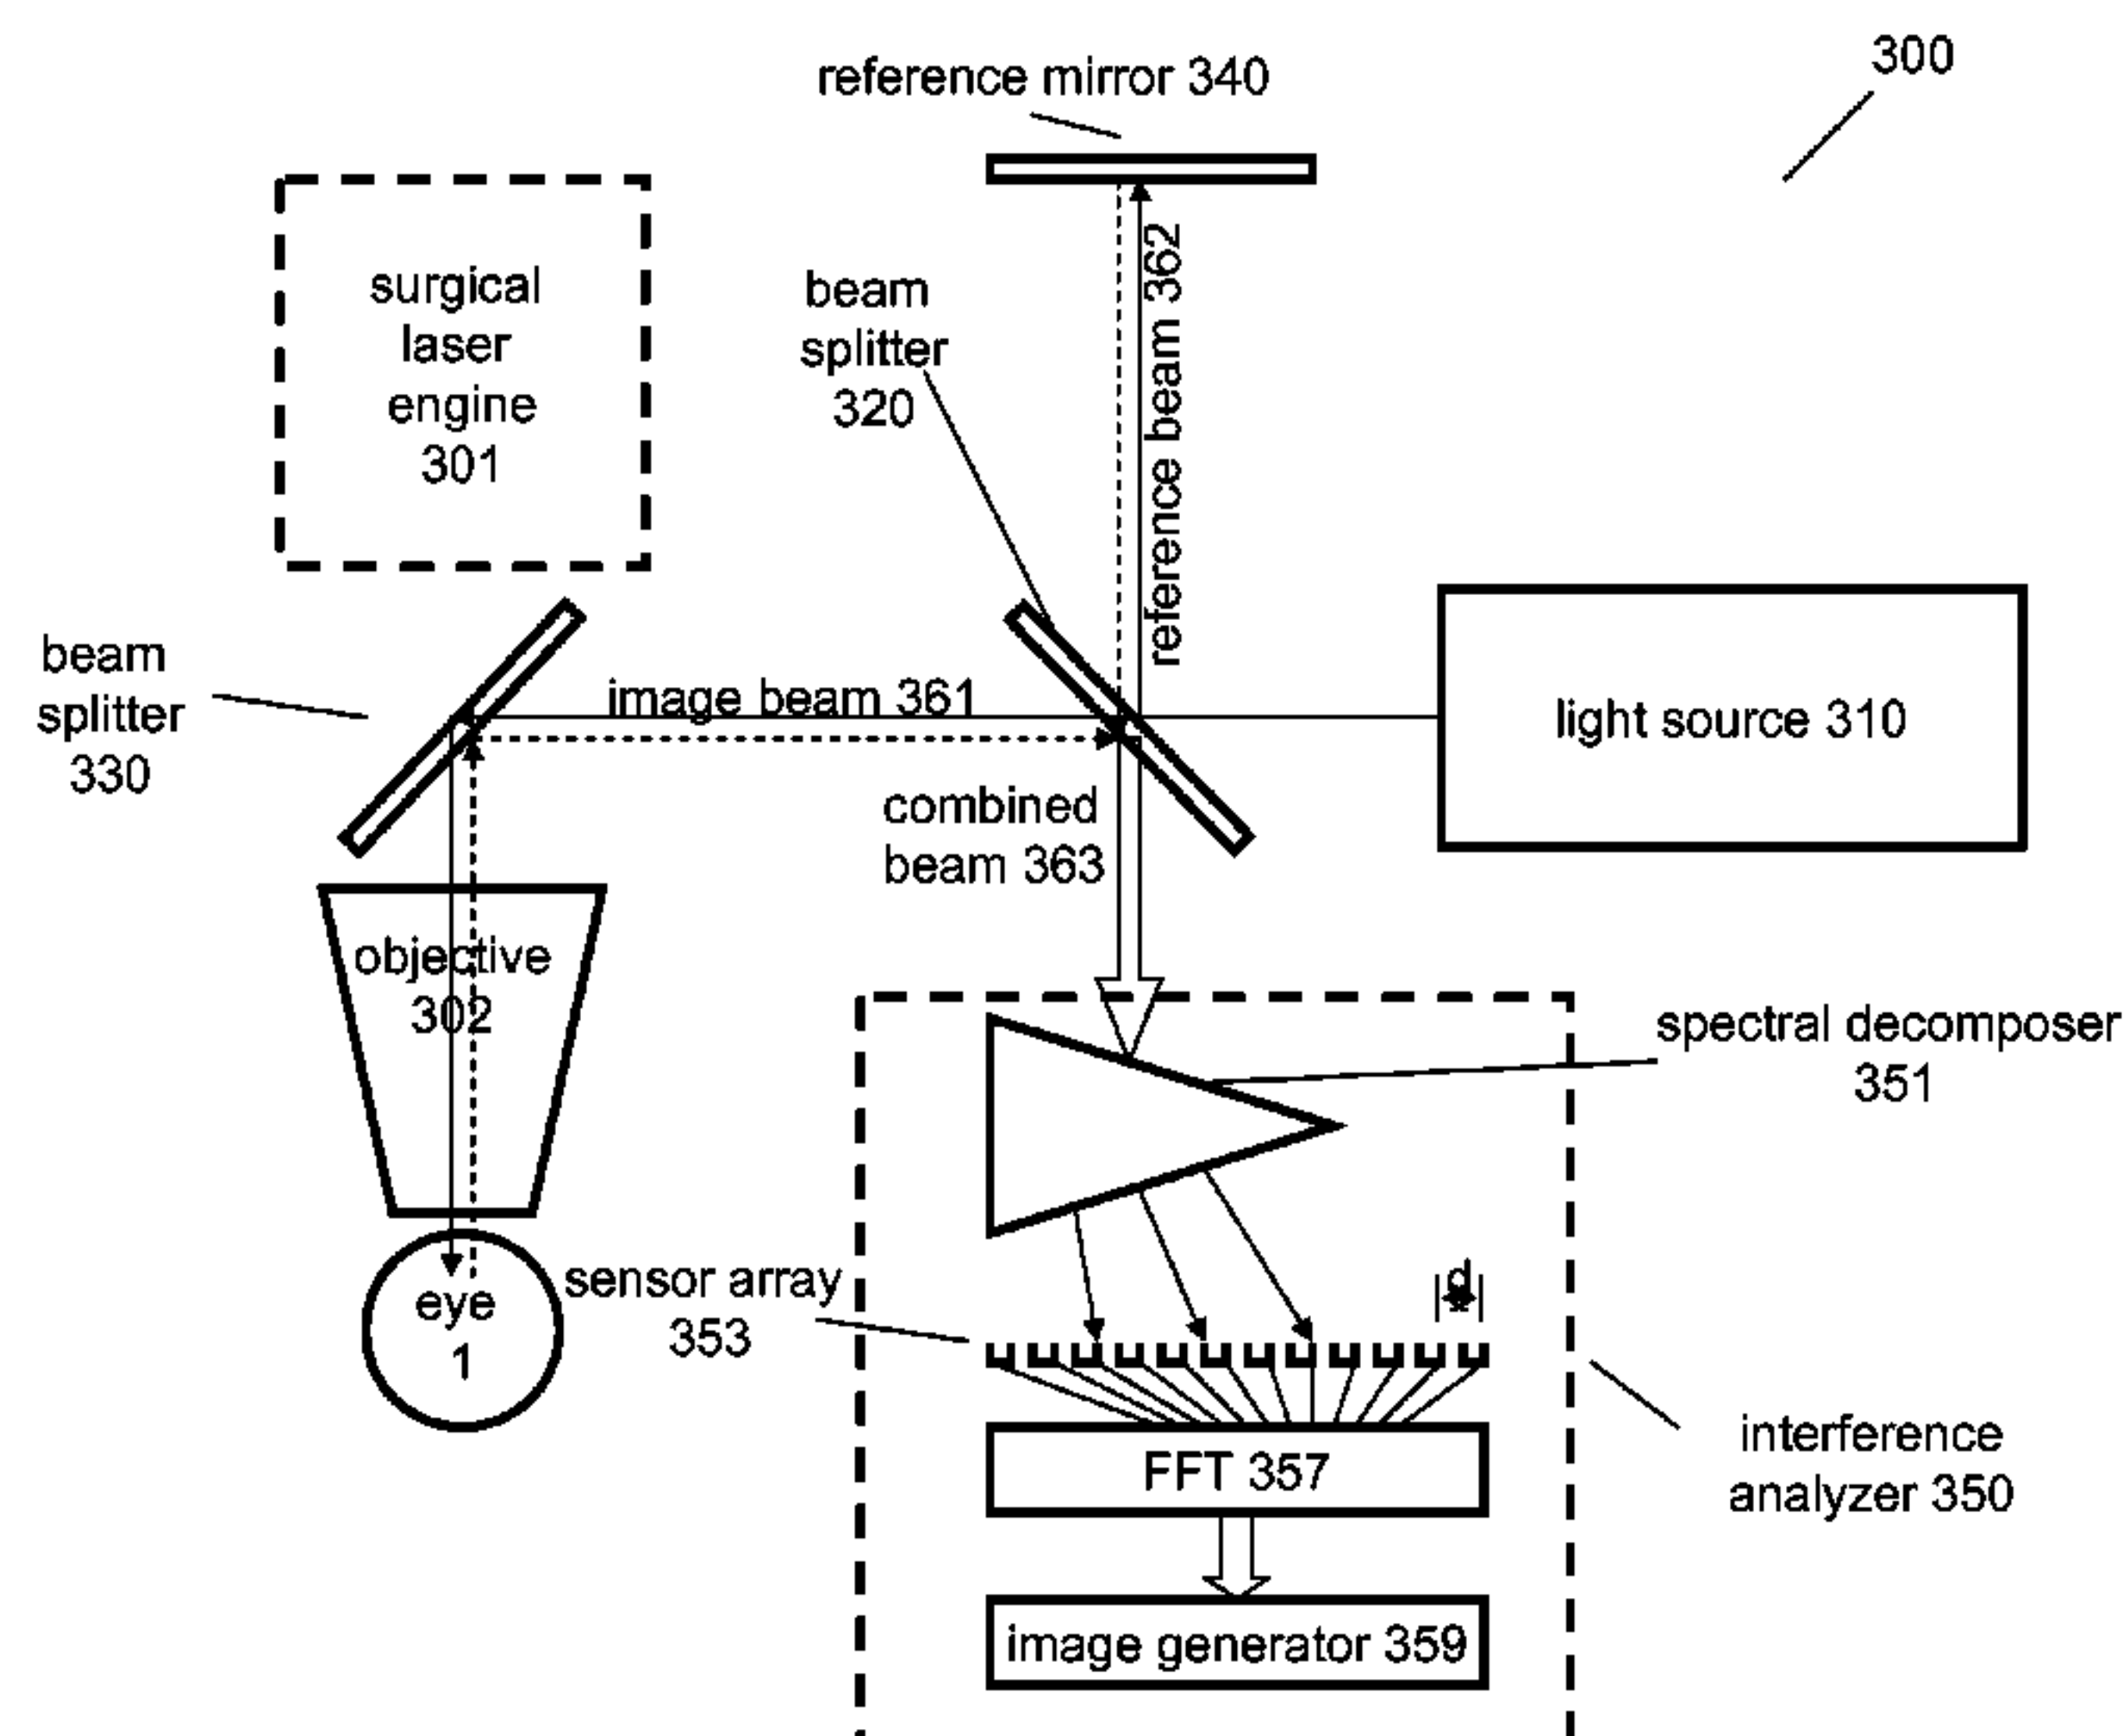 300
reference mirror 340
surgical
laser
engine
301
beam
splitter
320
reference beam 362
beam
splitter
330
image beam 361
light source 310
combined
beam 363
objective
302
spectral decomposer
351
eye
1
sensor array
353
d
FFT 357
interference
analyzer 350
image generator 359